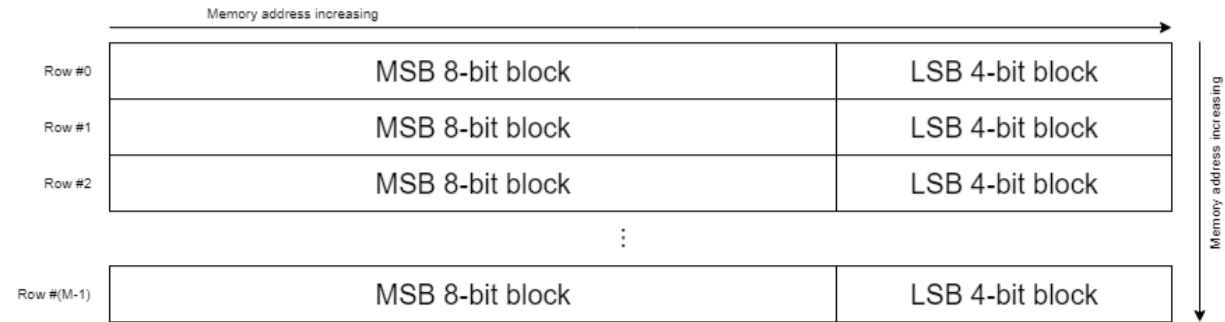 Memory address increasing
Row #0 MSB 8-bit block LSB 4-bit block
Row #1 MSB 8-bit block LSB 4-bit block
Row #2 MSB 8-bit block LSB 4-bit block
⋮
Row #(M-1) MSB 8-bit block LSB 4-bit block
Memory address increasing